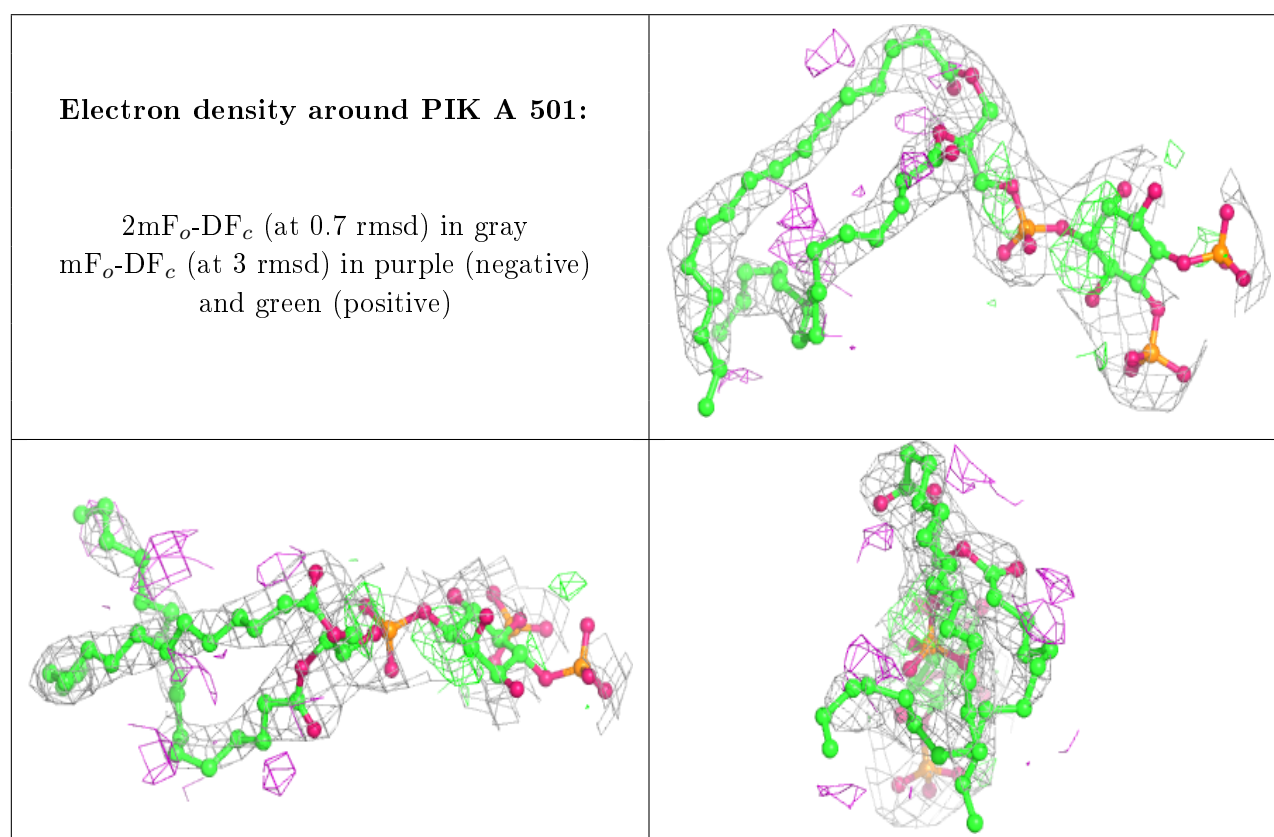 Electron density around PIK A 501:
2mFo-DFc (at 0.7 rmsd) in gray
mFo-DFc (at 3 rmsd) in purple (negative)
and green (positive)